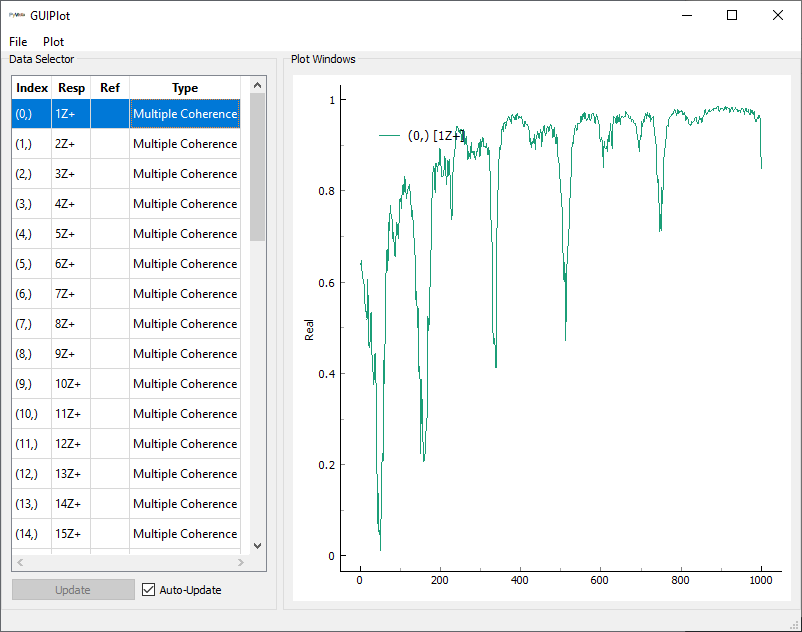 GUIPlot
File Plot
Data Selector
Index Resp Ref Type
(0,) 1Z+ Multiple Coherence
(1,) 2Z+ Multiple Coherence
(2,) 3Z+ Multiple Coherence
(3,) 4Z+ Multiple Coherence
(4,) 5Z+ Multiple Coherence
(5,) 6Z+ Multiple Coherence
(6,) 7Z+ Multiple Coherence
(7,) 8Z+ Multiple Coherence
(8,) 9Z+ Multiple Coherence
(9,) 10Z+ Multiple Coherence
(10,) 11Z+ Multiple Coherence
(11,) 12Z+ Multiple Coherence
(12,) 13Z+ Multiple Coherence
(13,) 14Z+ Multiple Coherence
(14,) 15Z+ Multiple Coherence
Update Auto-Update
Plot Windows
(0,) [1Z+]
Real
1
0.8
0.6
0.4
0.2
0
0 200 400 600 800 1000